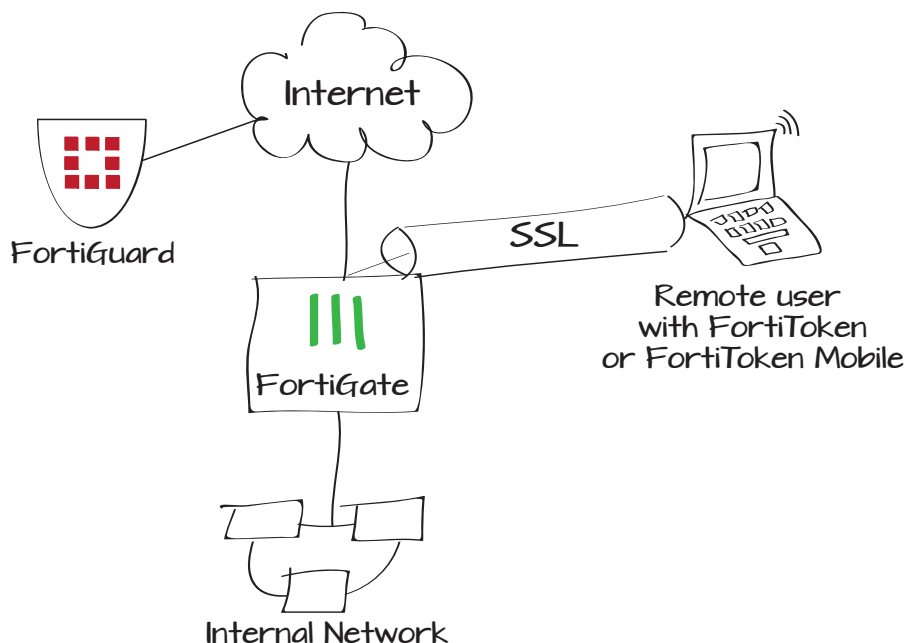 Internet
FortiGuard
SSL
Remote user
with FortiToken
or FortiToken Mobile
FortiGate
Internal Network